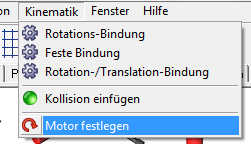 Kinematik Fenster Hilfe
Rotations-Bindung
Feste Bindung
Rotation-/Translation-Bindung
Kollision einfügen
Motor festlegen